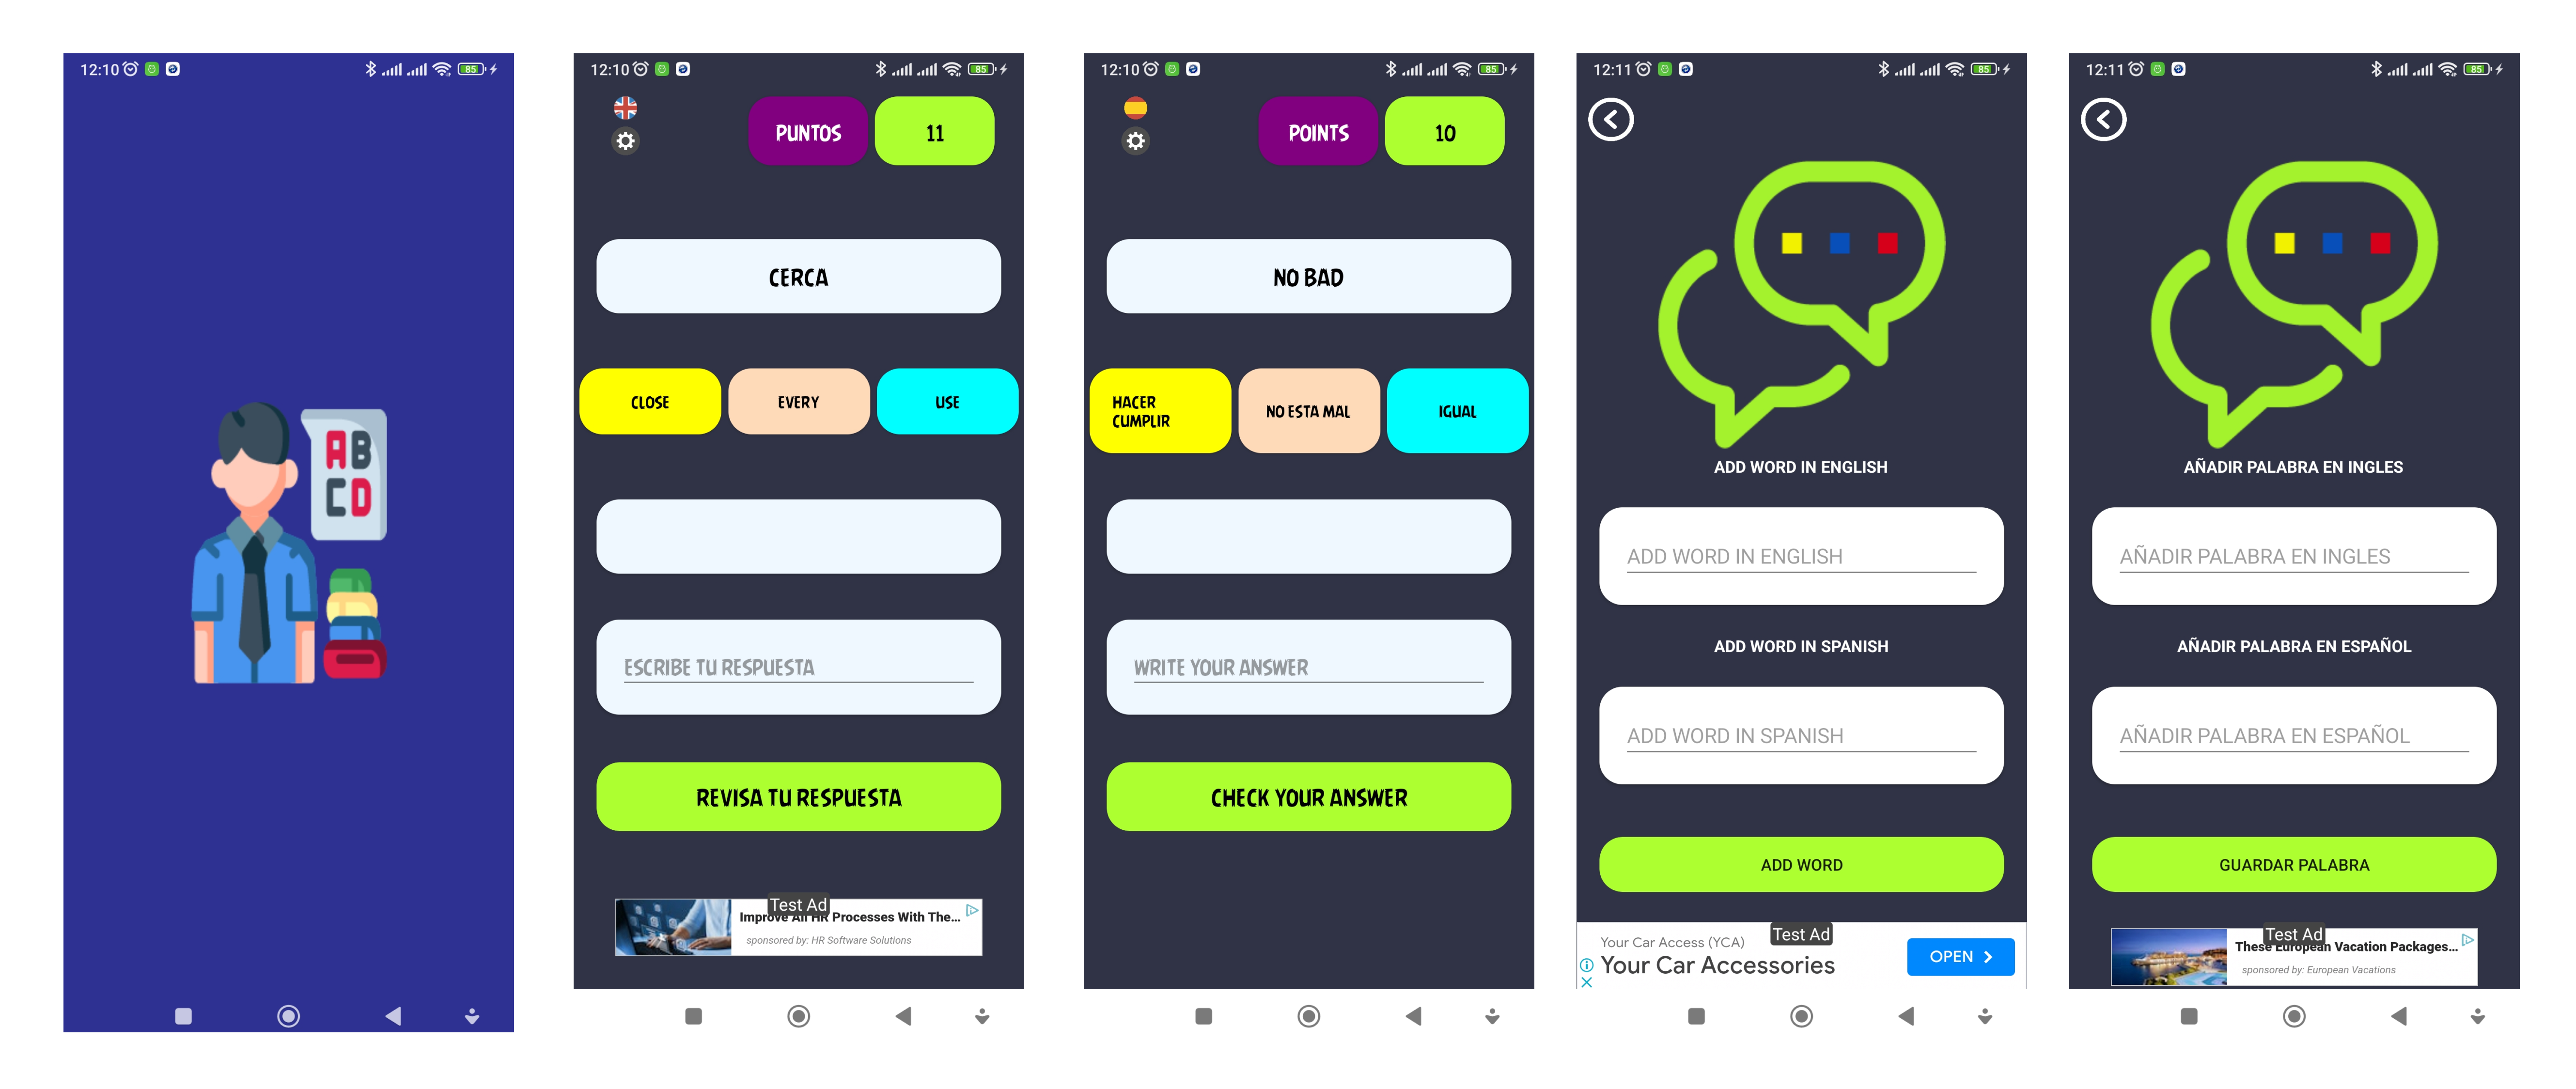 12:10
85
A B
C D
12:10
85
PUNTOS
11
CERCA
CLOSE
EVERY
USE
ESCRIBE TU RESPUESTA
REVISA TU RESPUESTA
Test Ad
Improve All HR Processes With The...
sponsored by: HR Software Solutions
12:10
85
POINTS
10
NO BAD
HACER
CUMPLIR
NO ESTA MAL
IGUAL
WRITE YOUR ANSWER
CHECK YOUR ANSWER
12:11
85
ADD WORD IN ENGLISH
ADD WORD IN ENGLISH
ADD WORD IN SPANISH
ADD WORD IN SPANISH
ADD WORD
Test Ad
Your Car Access (YCA)
Your Car Accessories
OPEN
12:11
85
AÑADIR PALABRA EN INGLES
AÑADIR PALABRA EN INGLES
AÑADIR PALABRA EN ESPAÑOL
AÑADIR PALABRA EN ESPAÑOL
GUARDAR PALABRA
Test Ad
These European Vacation Packages...
sponsored by: European Vacations